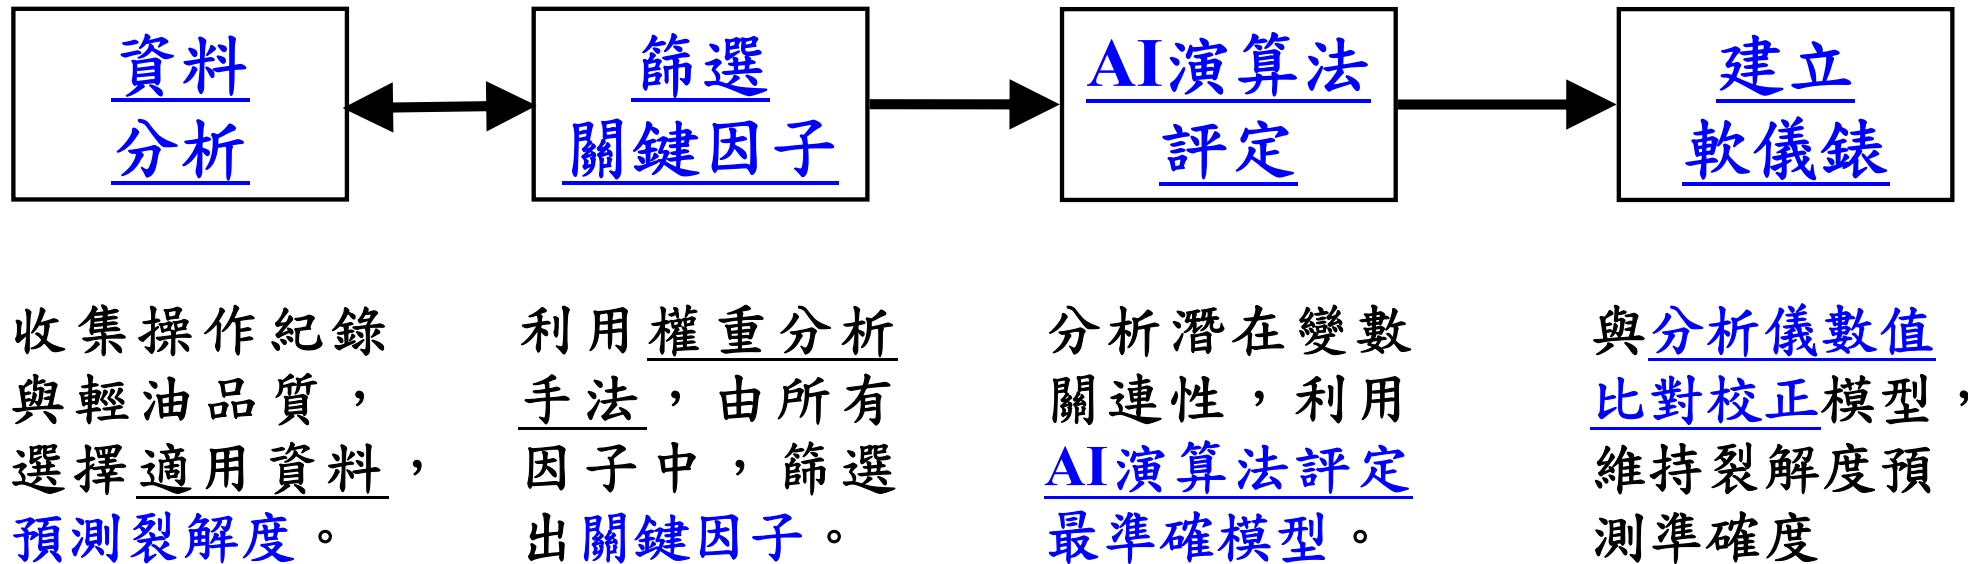 資料
分析
篩選
關鍵因子
AI演算法
評定
建立
軟儀錶
收集操作紀錄
與輕油品質，
選擇適用資料，
預測裂解度。
利用權重分析
手法，由所有
因子中，篩選
出關鍵因子。
分析潛在變數
關連性，利用
AI演算法評定
最準確模型。
與分析儀數值
比對校正模型，
維持裂解度預
測準確度